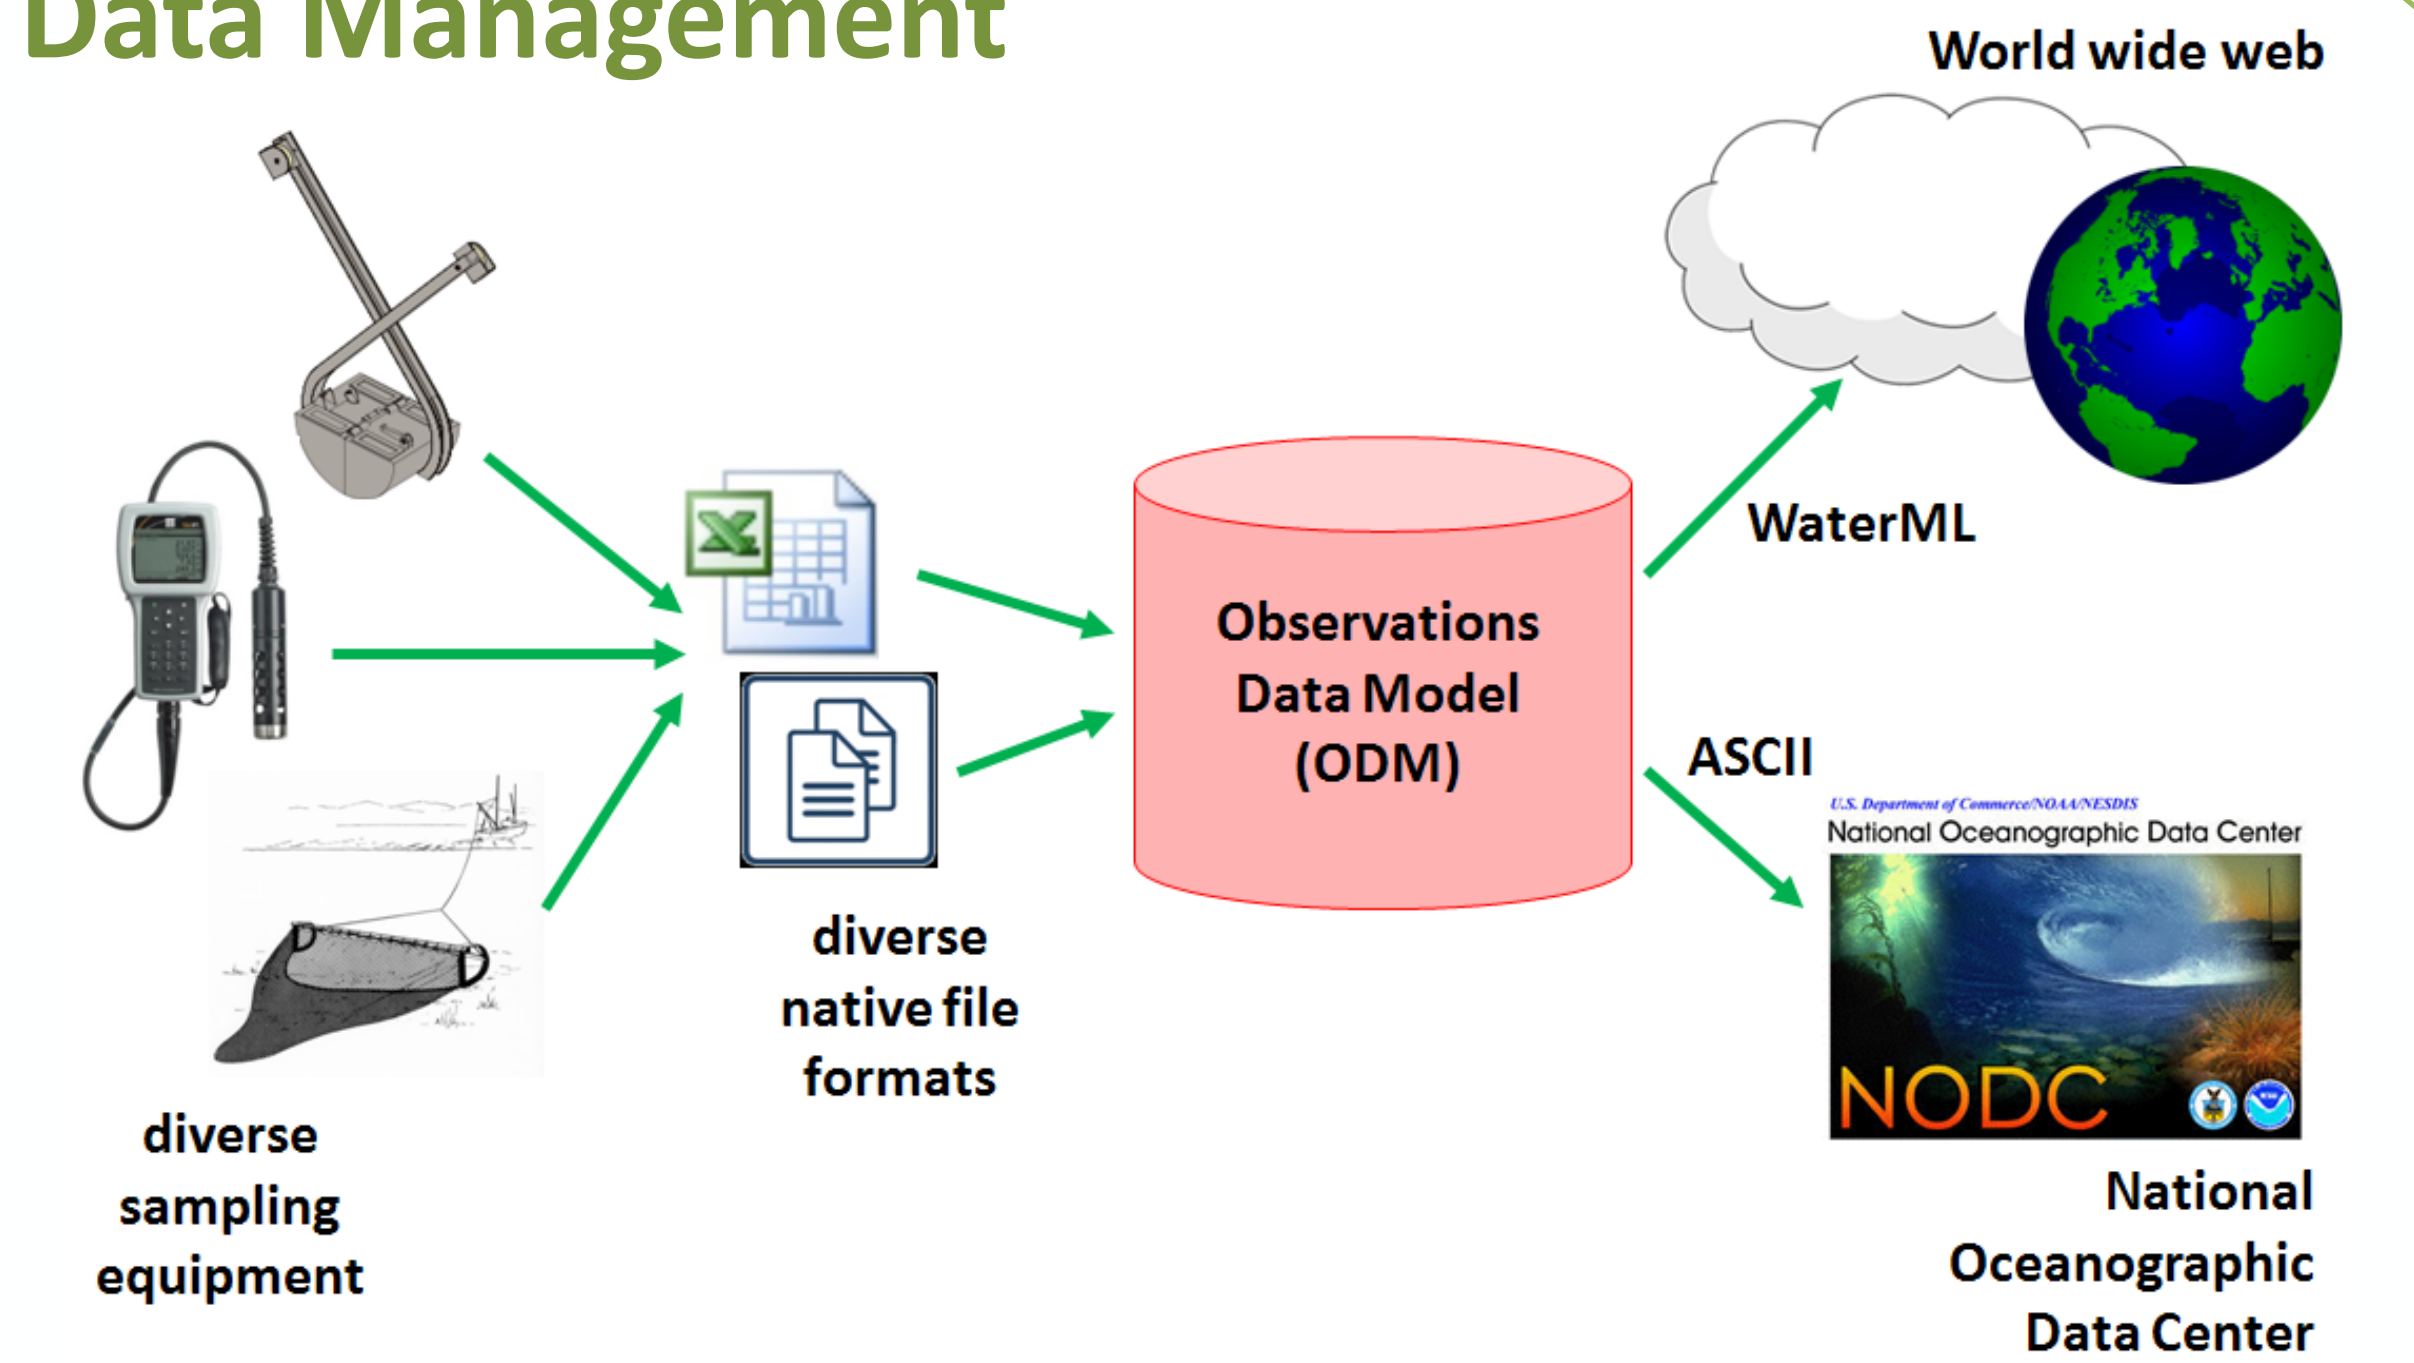 Data Management
World wide web
WaterML
Observations
Data Model
(ODM)
ASCII
U.S. Department of Commerce/NOAA/NESDIS
National Oceanographic Data Center
NODC
diverse
native file
formats
diverse
sampling
equipment
National
Oceanographic
Data Center